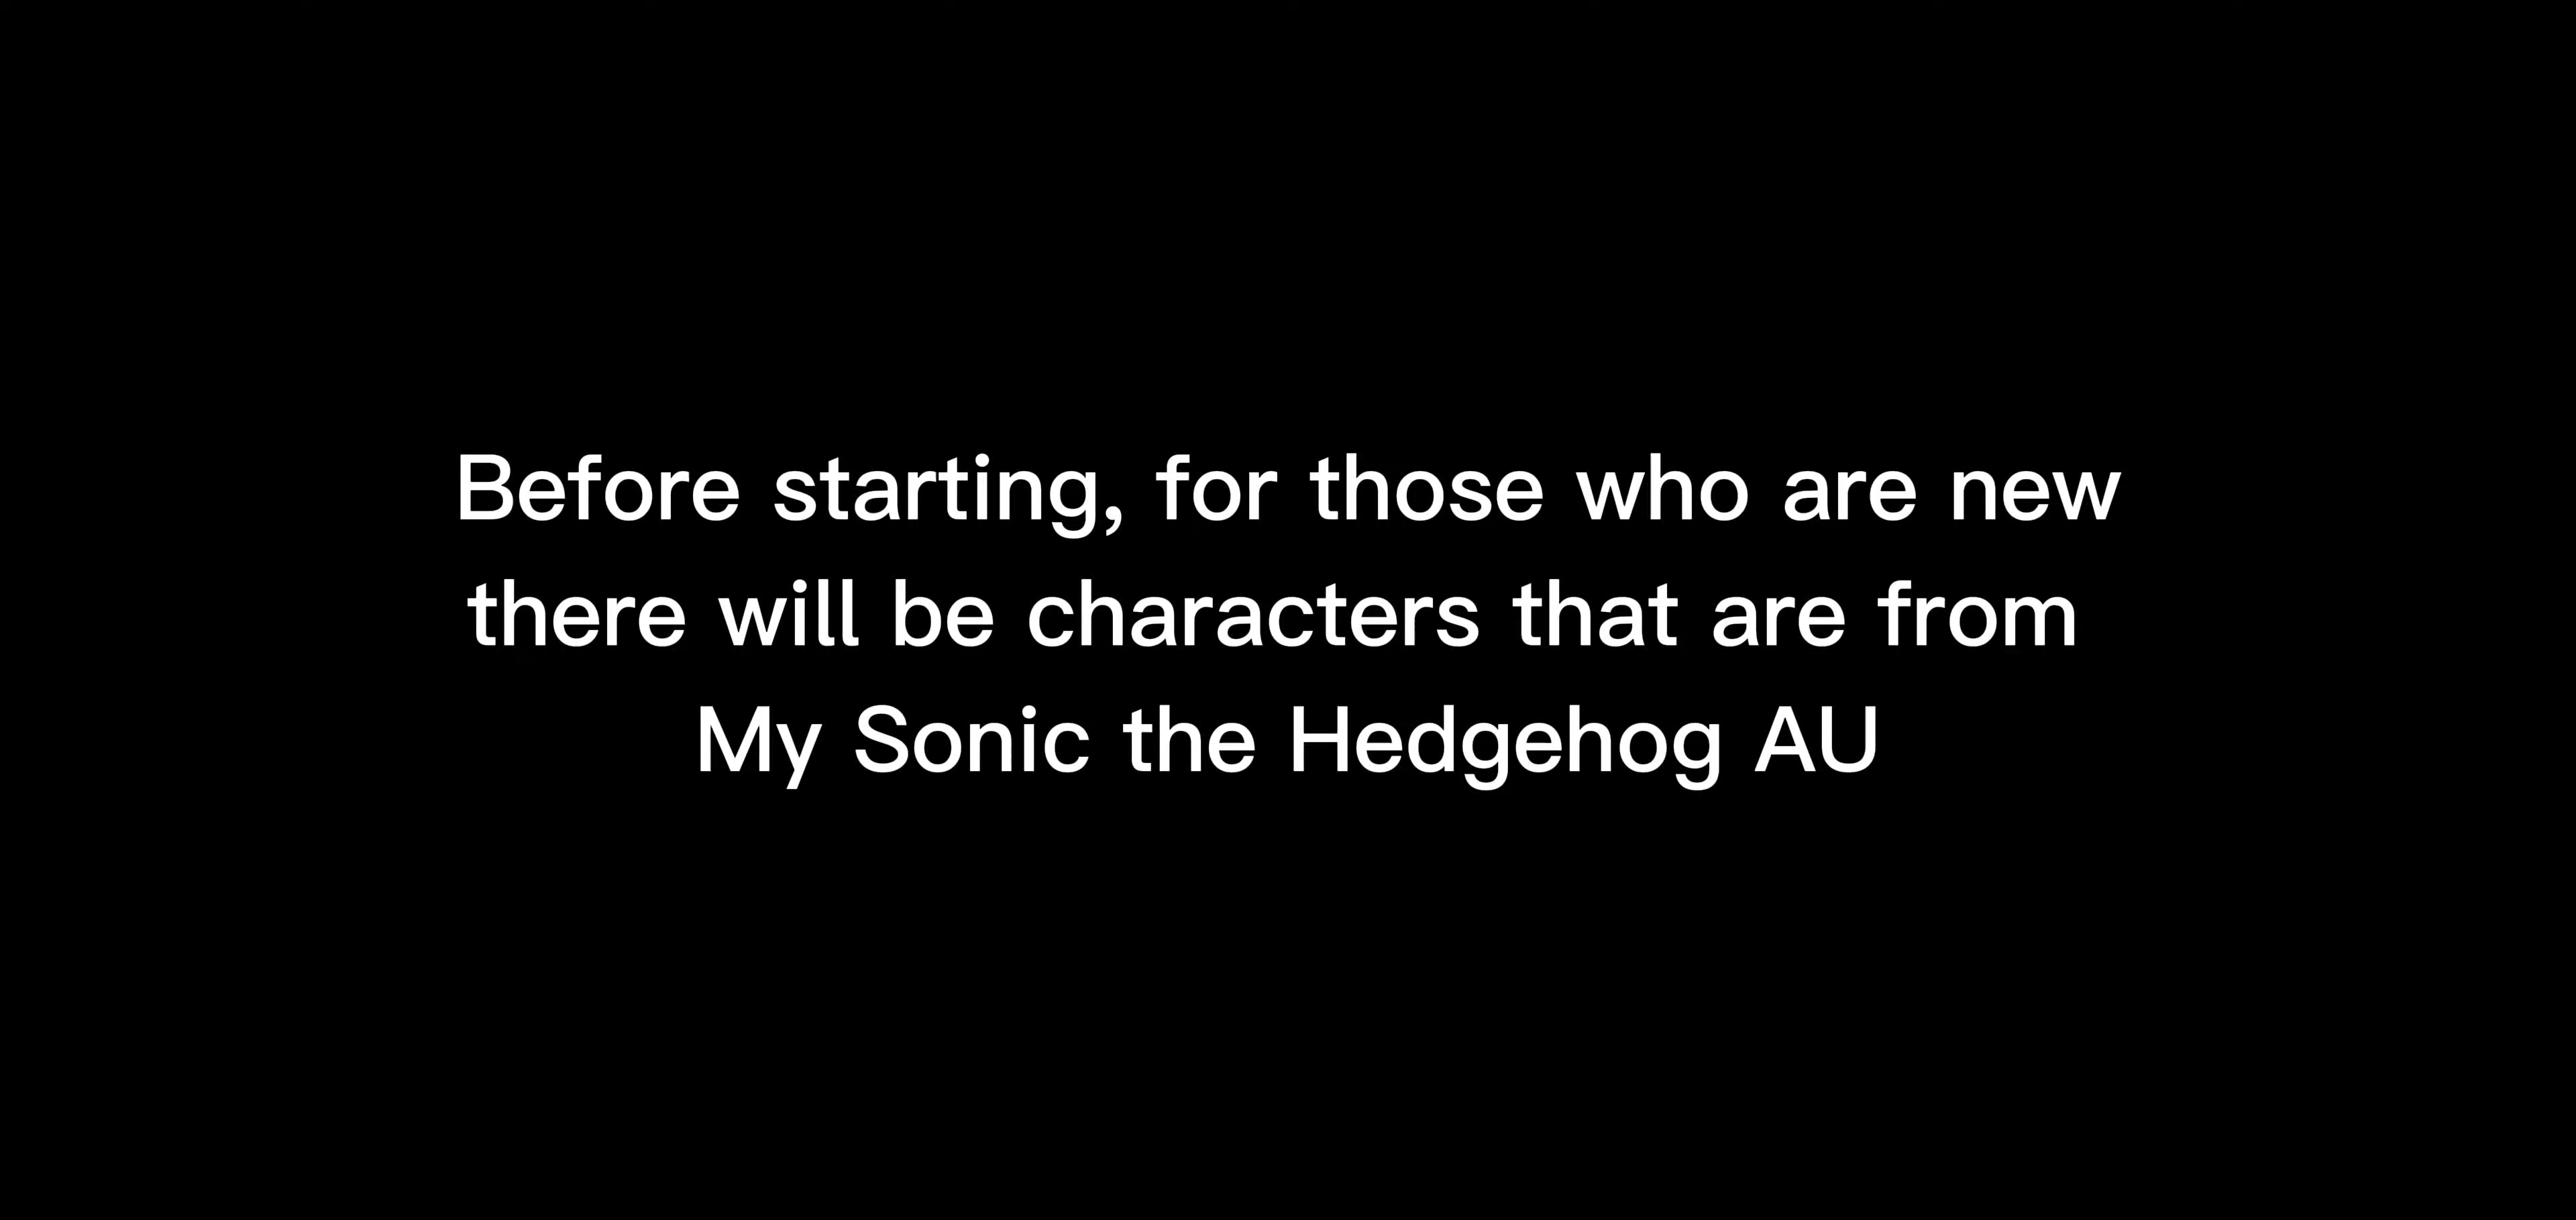 Before starting, for those who are new
there will be characters that are from
My Sonic the Hedgehog AU